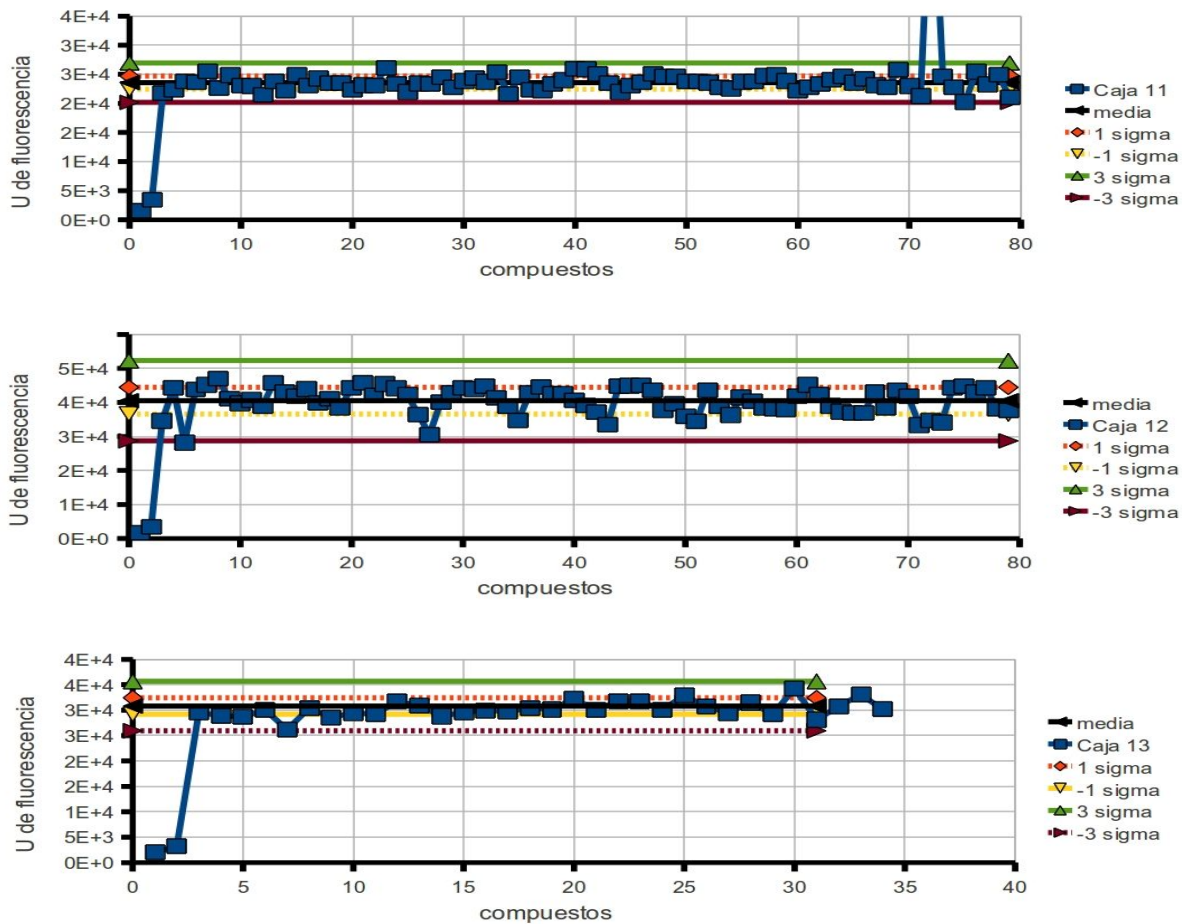 U de fluorescencia
4E+4
3E+4
3E+4
2E+4
2E+4
1E+4
5E+3
0E+0
0 10 20 30 40 50 60 70 80
compuestos
Caja 11
media
1 sigma
-1 sigma
3 sigma
-3 sigma
U de fluorescencia
5E+4
4E+4
3E+4
2E+4
1E+4
0E+0
0 10 20 30 40 50 60 70 80
compuestos
media
Caja 12
1 sigma
-1 sigma
3 sigma
-3 sigma
U de fluorescencia
4E+4
4E+4
3E+4
3E+4
2E+4
2E+4
1E+4
5E+3
0E+0
0 5 10 15 20 25 30 35 40
compuestos
media
Caja 13
1 sigma
-1 sigma
3 sigma
-3 sigma